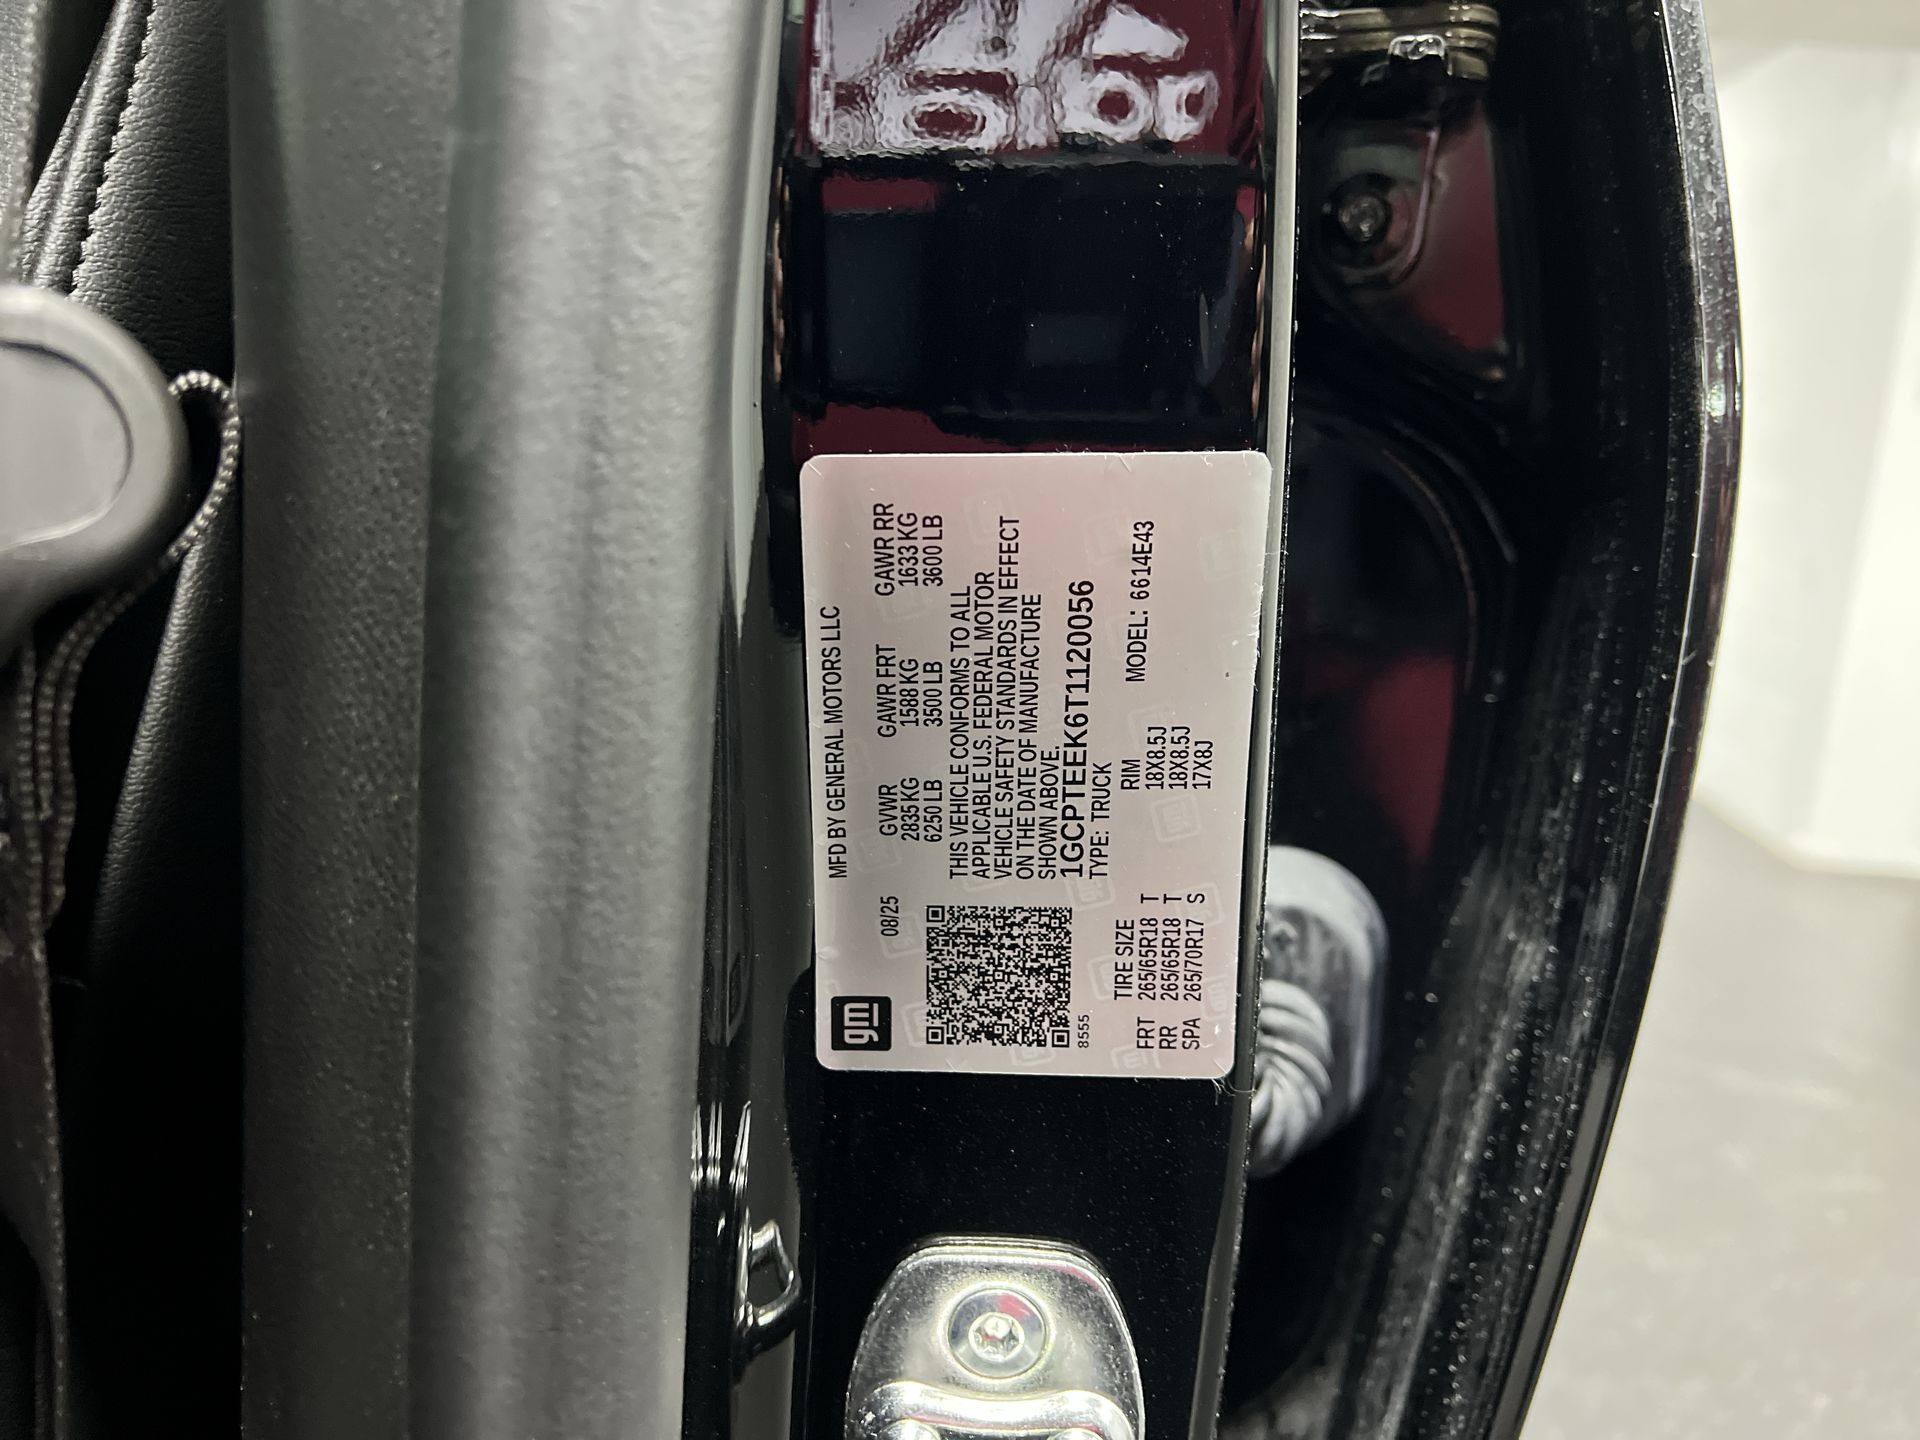 gm
MFD BY GENERAL MOTORS LLC
08/25 GVWR GAWR FRT GAWR RR
2835 KG 1588 KG 1633 KG
6250 LB 3500 LB 3600 LB
THIS VEHICLE CONFORMS TO ALL
APPLICABLE U.S. FEDERAL MOTOR
VEHICLE SAFETY STANDARDS IN EFFECT
ON THE DATE OF MANUFACTURE
SHOWN ABOVE.
1GCPTEEK6T1120056
8555 TYPE: TRUCK
TIRE SIZE RIM MODEL: 6614E43
FRT 265/65R18 T 18X8.5J
RR 265/65R18 T 18X8.5J
SPA 265/70R17 S 17X8J